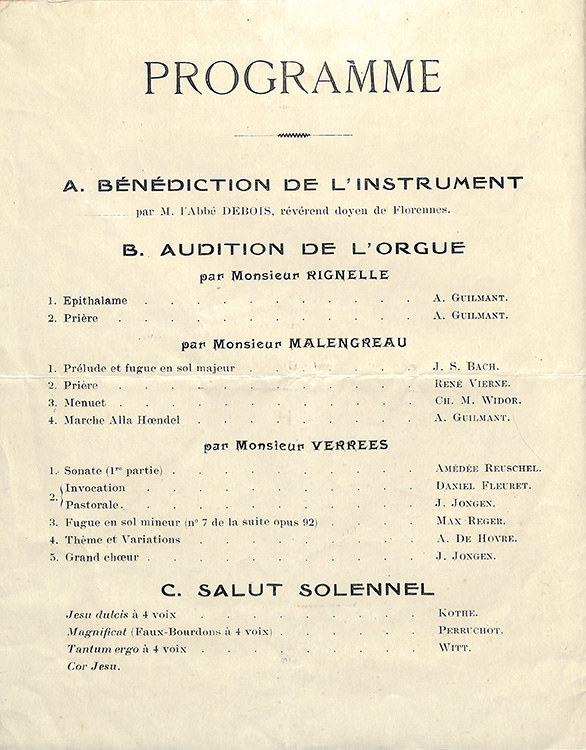 PROGRAMME
A. BÉNÉDICTION DE L'INSTRUMENT
par M. l'Abbé DEBOIS, révérend doyen de Florennes.
B. AUDITION DE L'ORGUE
par Monsieur RIGNELLE
1. Epithalame . . . . . . . . . . . A. Guilmant.
2. Prière . . . . . . . . . . . . A. Guilmant.
par Monsieur MALENGREAU
1. Prélude et fugue en sol majeur . . . . . . . J. S. Bach.
2. Prière . . . . . . . . . . . . René Vierne.
3. Menuet . . . . . . . . . . . . Ch. M. Widor.
4. Marche Alla Hœndel . . . . . . . . . A. Guilmant.
par Monsieur VERREES
1. Sonate (1re partie) . . . . . . . . . . Amédée Reuschel.
2. { Invocation . . . . . . . . . . . Daniel Fleuret.
Pastorale . . . . . . . . . . . . J. Jongen.
3. Fugue en sol mineur (n° 7 de la suite opus 92) . . . . Max Reger.
4. Thème et Variations . . . . . . . . . A. De Hovre.
5. Grand chœur . . . . . . . . . . . J. Jongen.
C. SALUT SOLENNEL
Jesu dulcis à 4 voix . . . . . . . . . Kothe.
Magnificat (Faux-Bourdons à 4 voix) . . . . . . Perruchot.
Tantum ergo à 4 voix . . . . . . . . . Witt.
Cor Jesu.